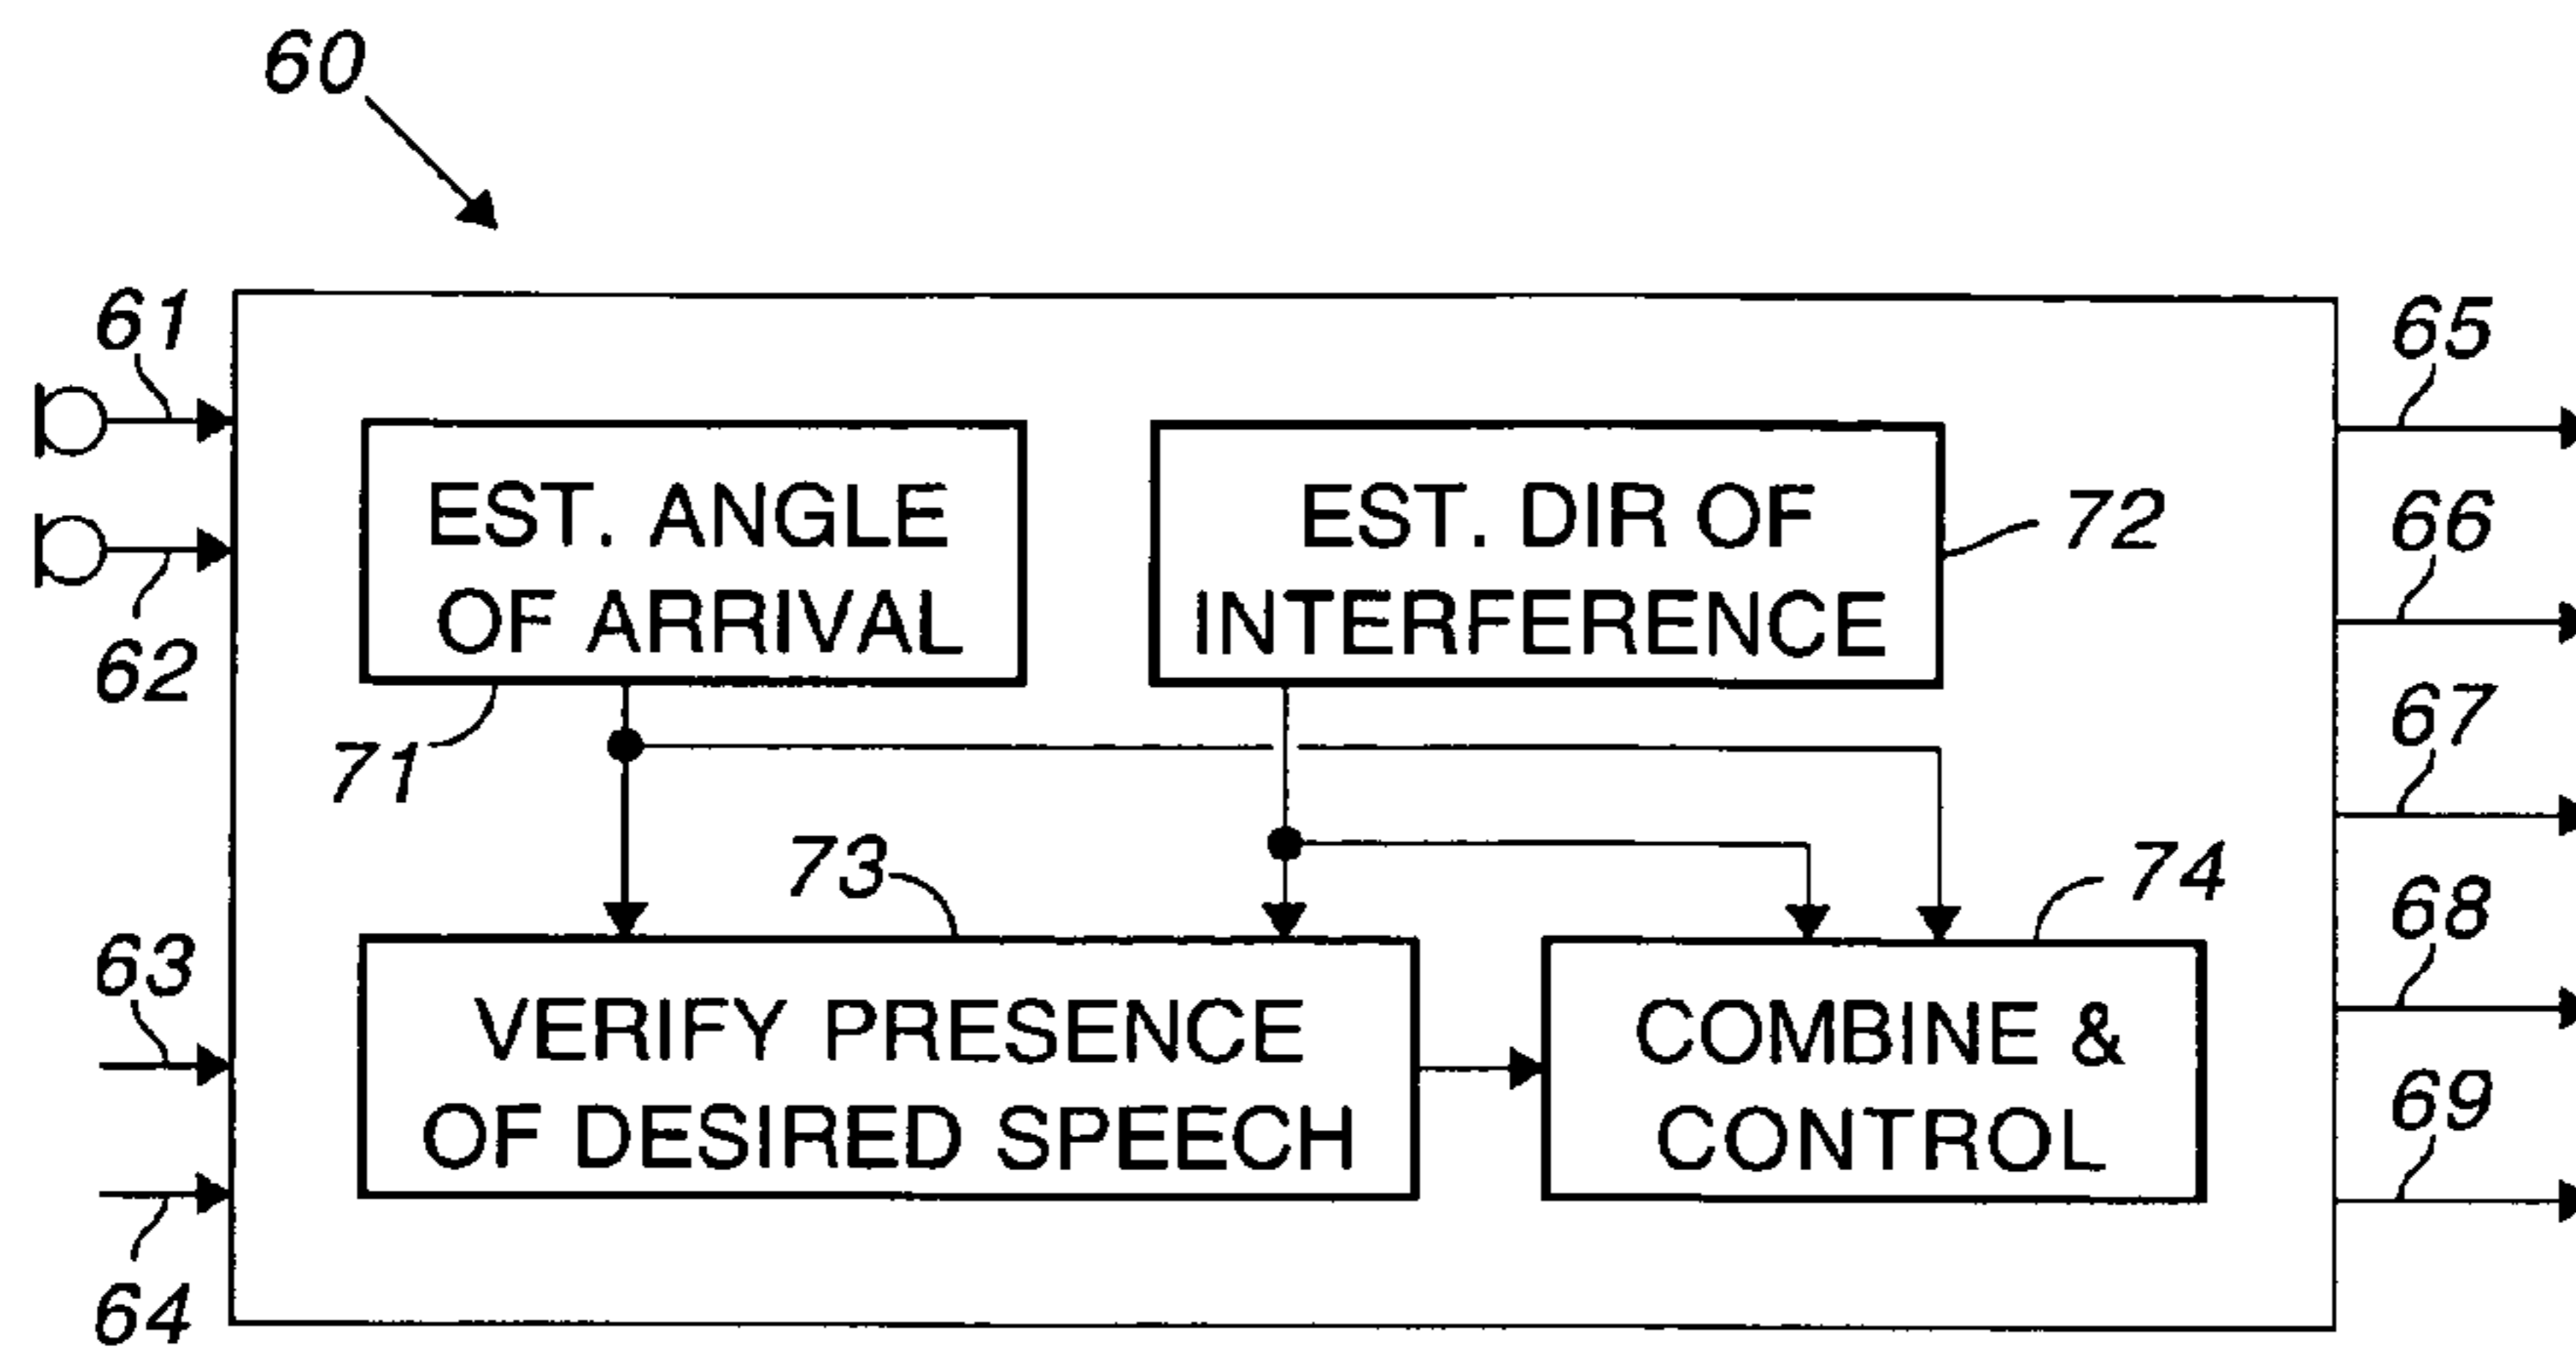 60
61
65
EST. ANGLE
OF ARRIVAL
EST. DIR OF
INTERFERENCE
72
66
62
71
67
73
74
68
63
VERIFY PRESENCE
OF DESIRED SPEECH
COMBINE &
CONTROL
69
64